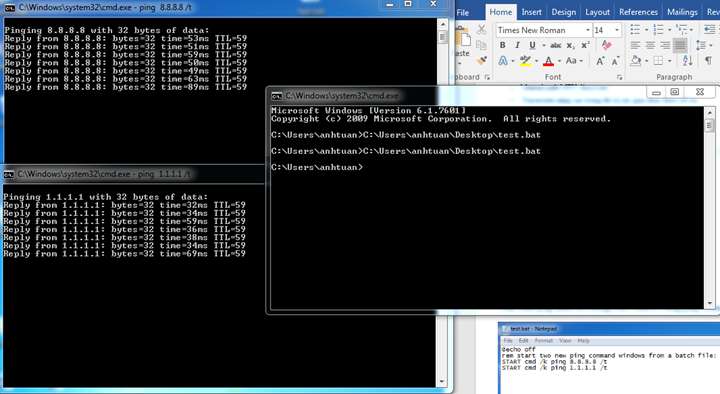 C:\Windows\system32\cmd.exe - ping 8.8.8.8 /t
Pinging 8.8.8.8 with 32 bytes of data:
Reply from 8.8.8.8: bytes=32 time=53ms TTL=59
Reply from 8.8.8.8: bytes=32 time=51ms TTL=59
Reply from 8.8.8.8: bytes=32 time=59ms TTL=59
Reply from 8.8.8.8: bytes=32 time=50ms TTL=59
Reply from 8.8.8.8: bytes=32 time=49ms TTL=59
Reply from 8.8.8.8: bytes=32 time=63ms TTL=59
Reply from 8.8.8.8: bytes=32 time=89ms TTL=59
File Home Insert Design Layout References Mailings Rev
Times New Roman 14
aste
B I U abc x₂ x²
A Aa A
pboard Font Paragraph
C:\Windows\system32\cmd.exe
Microsoft Windows [Version 6.1.7601]
Copyright (c) 2009 Microsoft Corporation. All rights reserved.
C:\Users\anhtuan>C:\Users\anhtuan\Desktop\test.bat
C:\Users\anhtuan>C:\Users\anhtuan\Desktop\test.bat
C:\Users\anhtuan>
C:\Windows\system32\cmd.exe - ping 1.1.1.1 /t
Pinging 1.1.1.1 with 32 bytes of data:
Reply from 1.1.1.1: bytes=32 time=32ms TTL=59
Reply from 1.1.1.1: bytes=32 time=34ms TTL=59
Reply from 1.1.1.1: bytes=32 time=59ms TTL=59
Reply from 1.1.1.1: bytes=32 time=36ms TTL=59
Reply from 1.1.1.1: bytes=32 time=38ms TTL=59
Reply from 1.1.1.1: bytes=32 time=34ms TTL=59
Reply from 1.1.1.1: bytes=32 time=69ms TTL=59
test.bat - Notepad
File Edit Format View Help
@echo off
rem start two new ping command windows from a batch file:
START cmd /k ping 8.8.8.8 /t
START cmd /k ping 1.1.1.1 /t